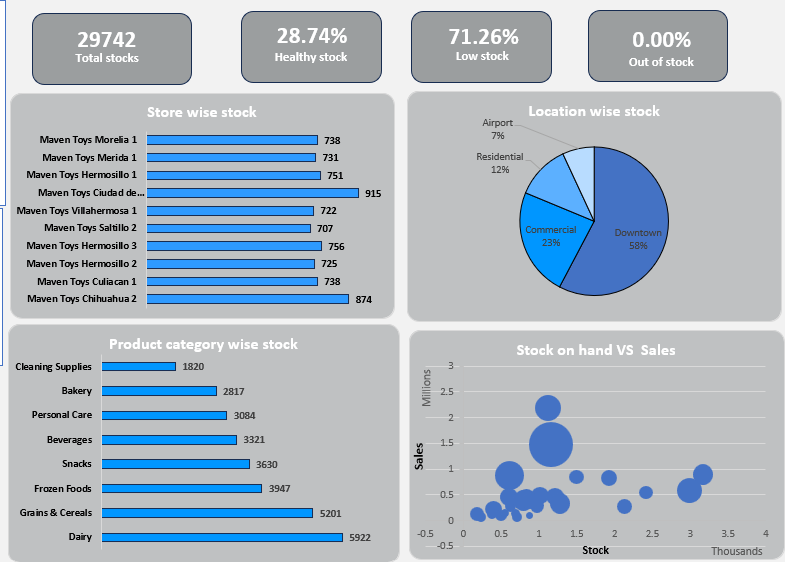 29742
Total stocks
28.74%
Healthy stock
71.26%
Low stock
0.00%
Out of stock
Store wise stock
Maven Toys Morelia 1 738
Maven Toys Merida 1 731
Maven Toys Hermosillo 1 751
Maven Toys Ciudad de... 915
Maven Toys Villahermosa 1 722
Maven Toys Saltillo 2 707
Maven Toys Hermosillo 3 756
Maven Toys Hermosillo 2 725
Maven Toys Culiacan 1 738
Maven Toys Chihuahua 2 874
Location wise stock
Airport
7%
Residential
12%
Commercial
23%
Downtown
58%
Product category wise stock
Cleaning Supplies 1820
Bakery 2817
Personal Care 3084
Beverages 3321
Snacks 3630
Frozen Foods 3947
Grains & Cereals 5201
Dairy 5922
Stock on hand VS Sales
Millions
Sales
3
2.5
2
1.5
1
0.5
0
-0.5
-0.5 0 0.5 1 1.5 2 2.5 3 3.5 4
Stock
Thousands